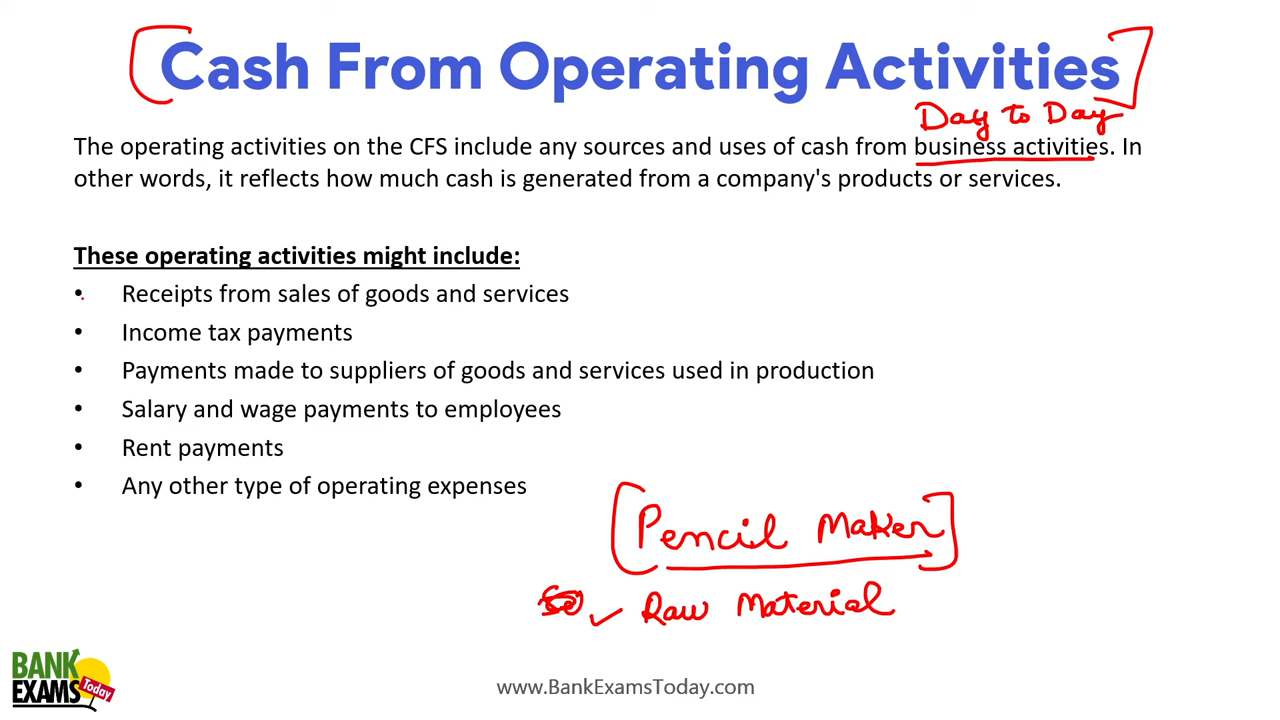 Cash From Operating Activities
Day to Day
The operating activities on the CFS include any sources and uses of cash from business activities. In
other words, it reflects how much cash is generated from a company's products or services.
These operating activities might include:
• Receipts from sales of goods and services
• Income tax payments
• Payments made to suppliers of goods and services used in production
• Salary and wage payments to employees
• Rent payments
• Any other type of operating expenses
[Pencil Maker]
✓ Raw Material
BANK
EXAMS Today
www.BankExamsToday.com